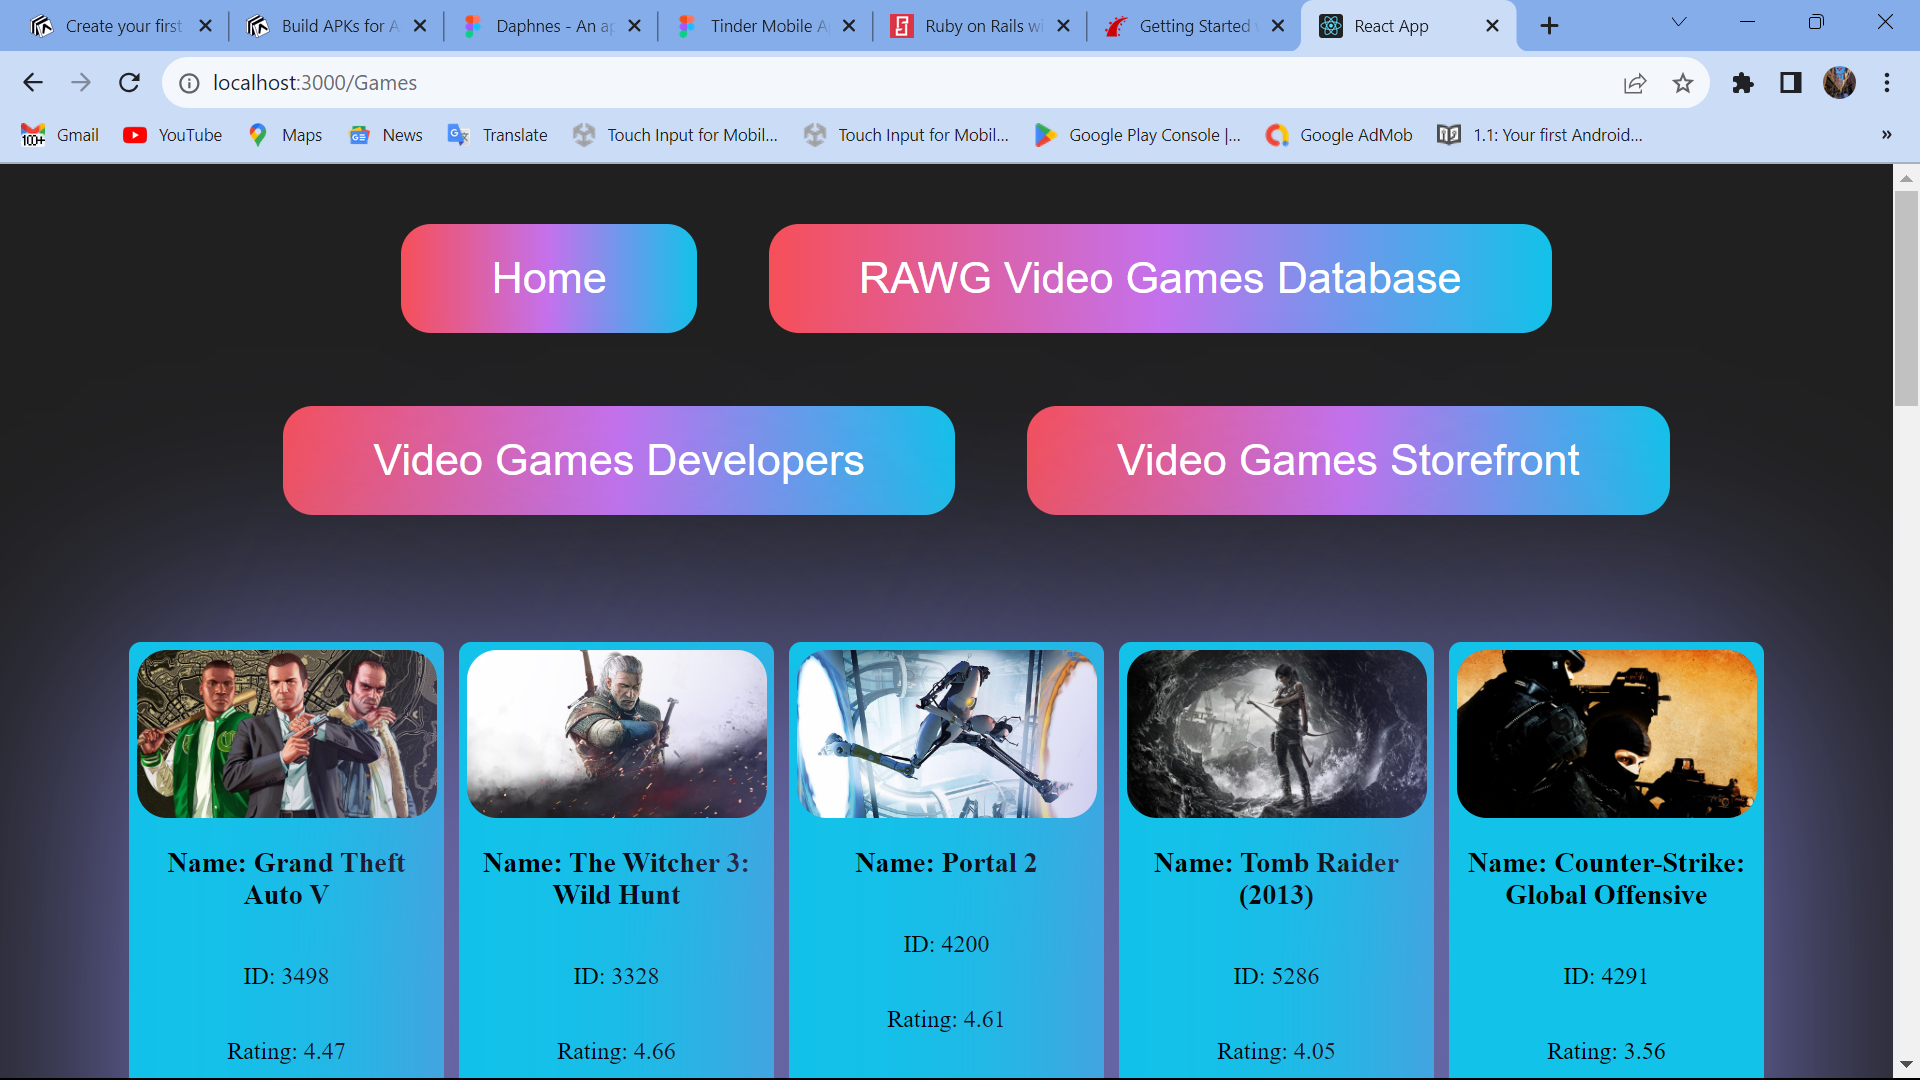 Create your first
Build APKs for A
Daphnes - An ap
Tinder Mobile A
Ruby on Rails wi
Getting Started
React App
localhost:3000/Games
100+
Gmail
YouTube
Maps
News
Translate
Touch Input for Mobil...
Touch Input for Mobil...
Google Play Console |...
Google AdMob
1.1: Your first Android...
»
Home
RAWG Video Games Database
Video Games Developers
Video Games Storefront
Name: Grand Theft
Auto V
ID: 3498
Rating: 4.47
Name: The Witcher 3:
Wild Hunt
ID: 3328
Rating: 4.66
Name: Portal 2
ID: 4200
Rating: 4.61
Name: Tomb Raider
(2013)
ID: 5286
Rating: 4.05
Name: Counter-Strike:
Global Offensive
ID: 4291
Rating: 3.56